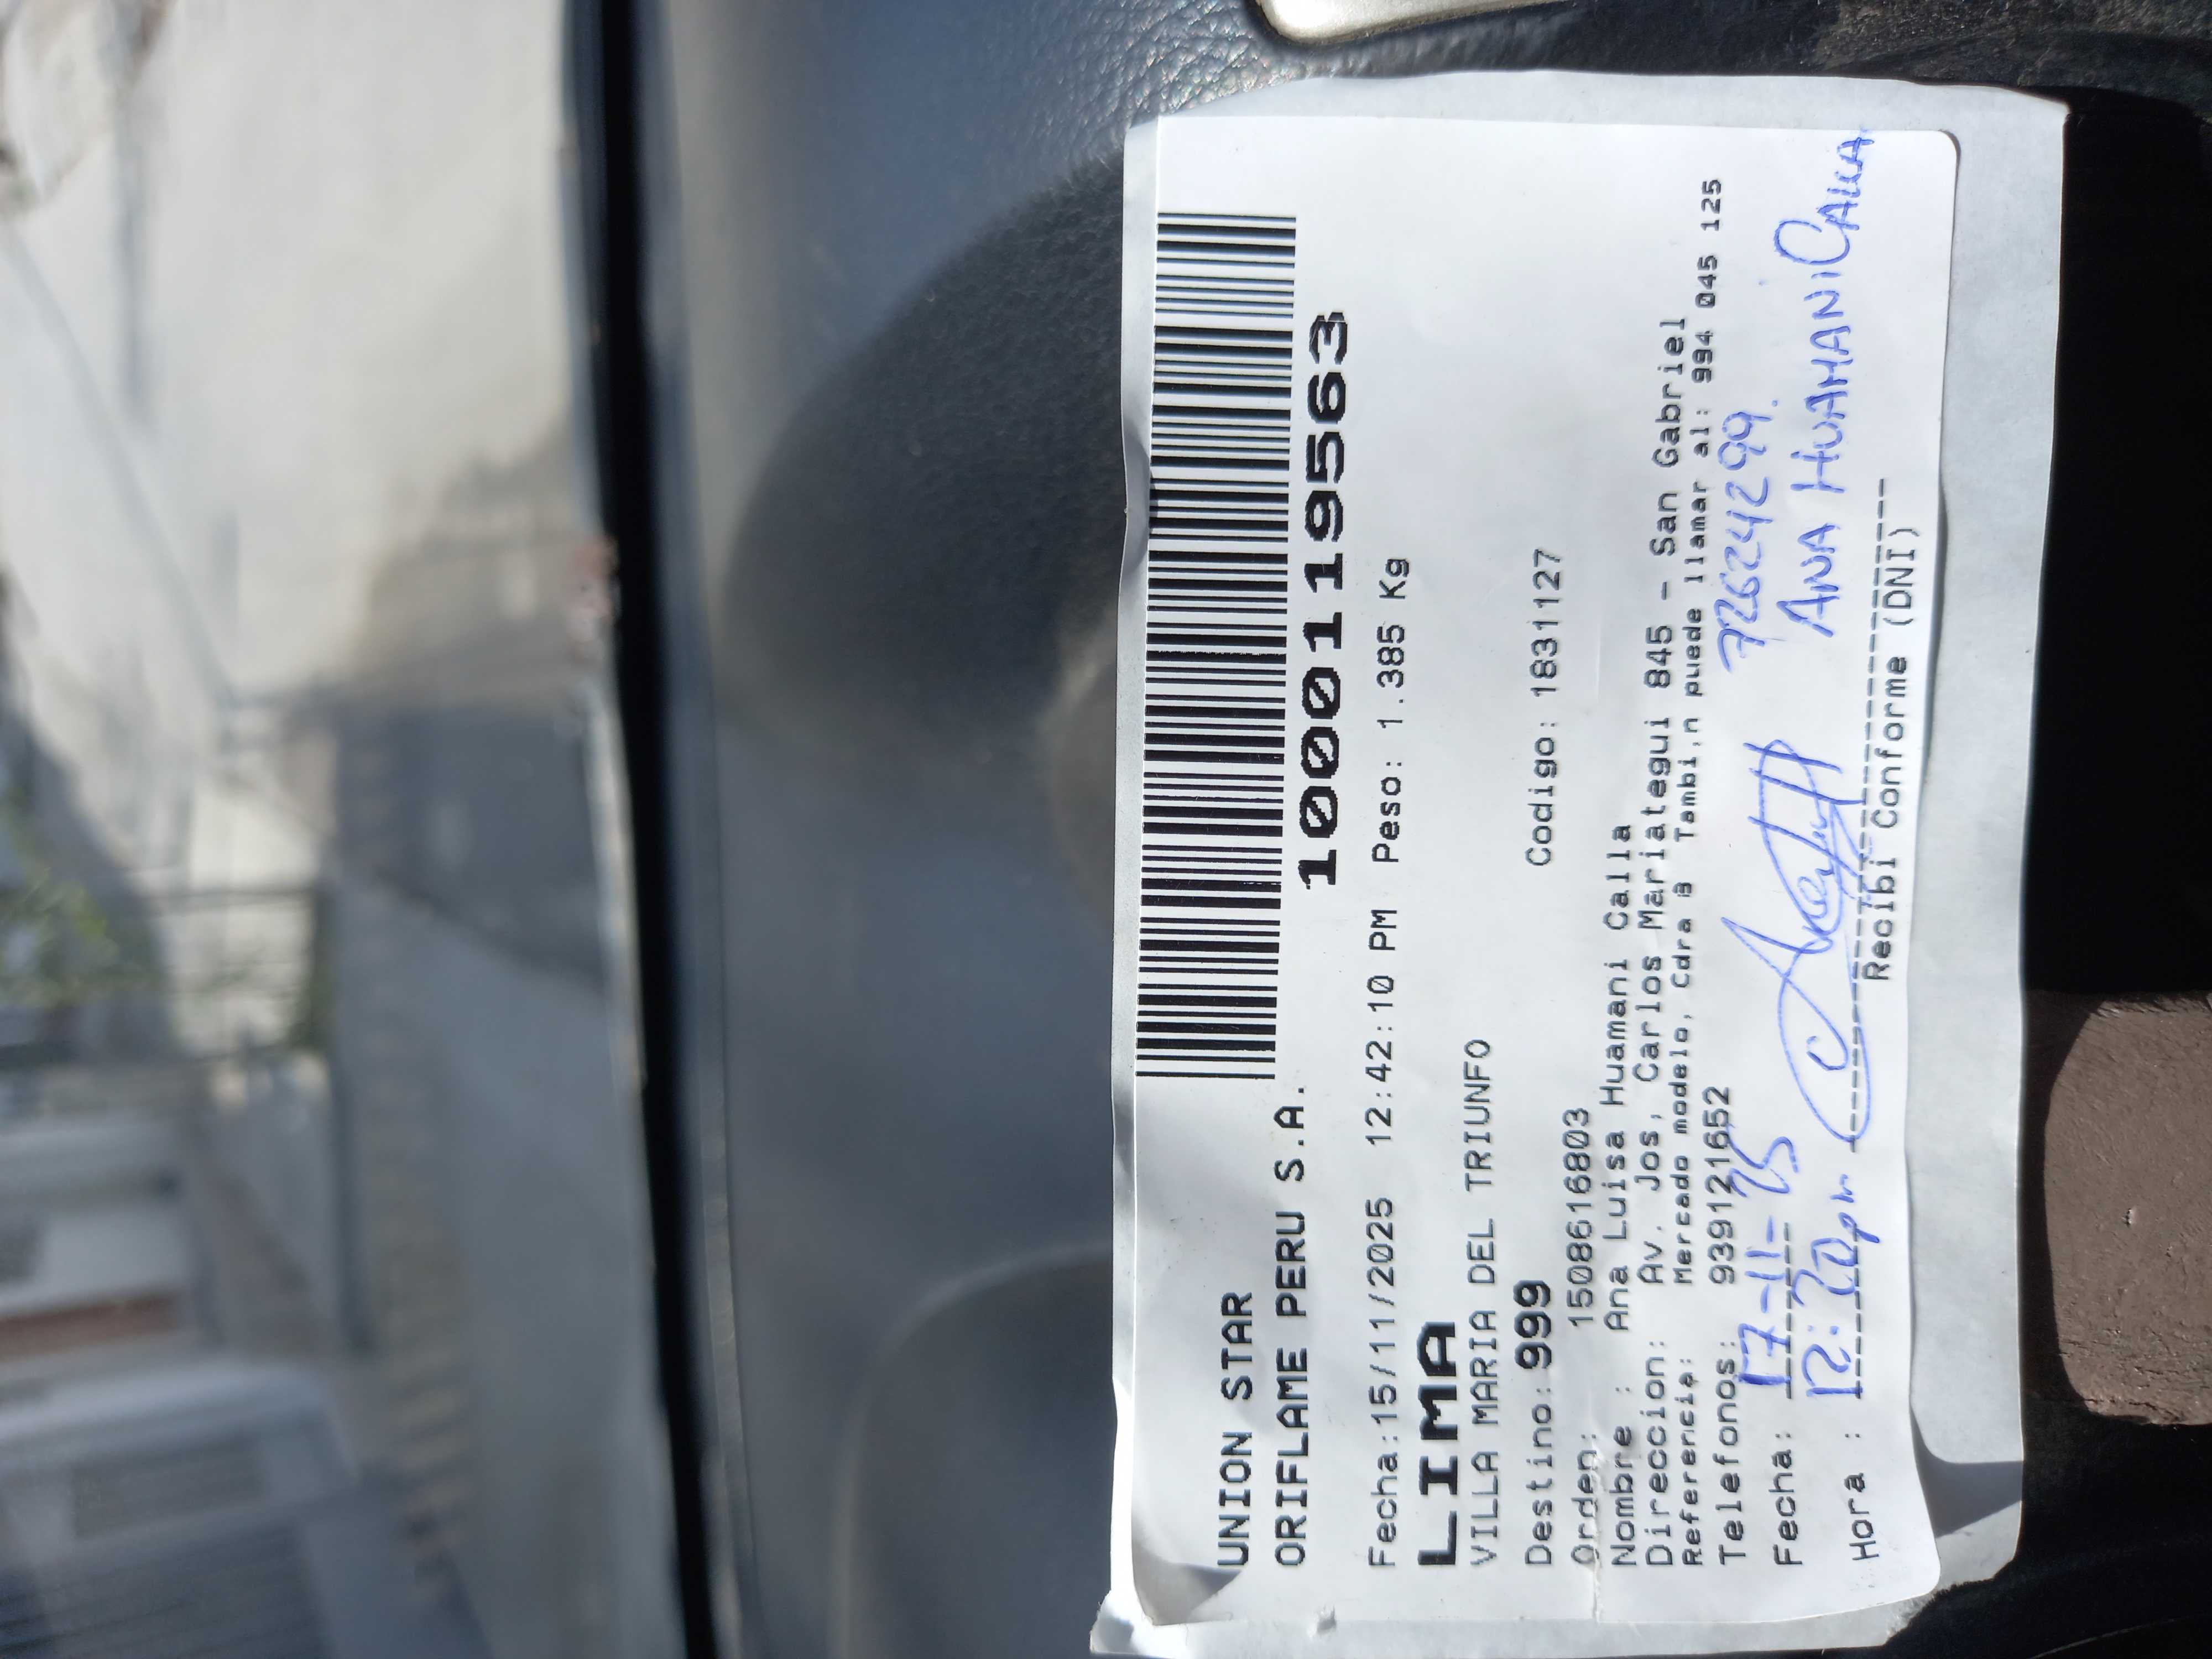 UNION STAR
ORIFLAME PERU S.A.
100011956 3
Fecha:15/11/2025 12:42:10 PM Peso: 1.385 Kg
LIMA
VILLA MARIA DEL TRIUNFO
Destino: 999 Codigo: 1831127
Orden: 1508616803
Nombre : Ana Luisa Huamani Calla
Direccion: Av. Jos, Carlos Mariategui 845 - San Gabriel
Referencia: Mercado modelo, Cdra 8 Tambi,n puede llamar al: 994 045 125
Telefonos: 939121652
72624299.
Fecha: 17-11-25
ANA HUAMANI CALLA
Hora : 12:20pm
Recibi Conforme (DNI)